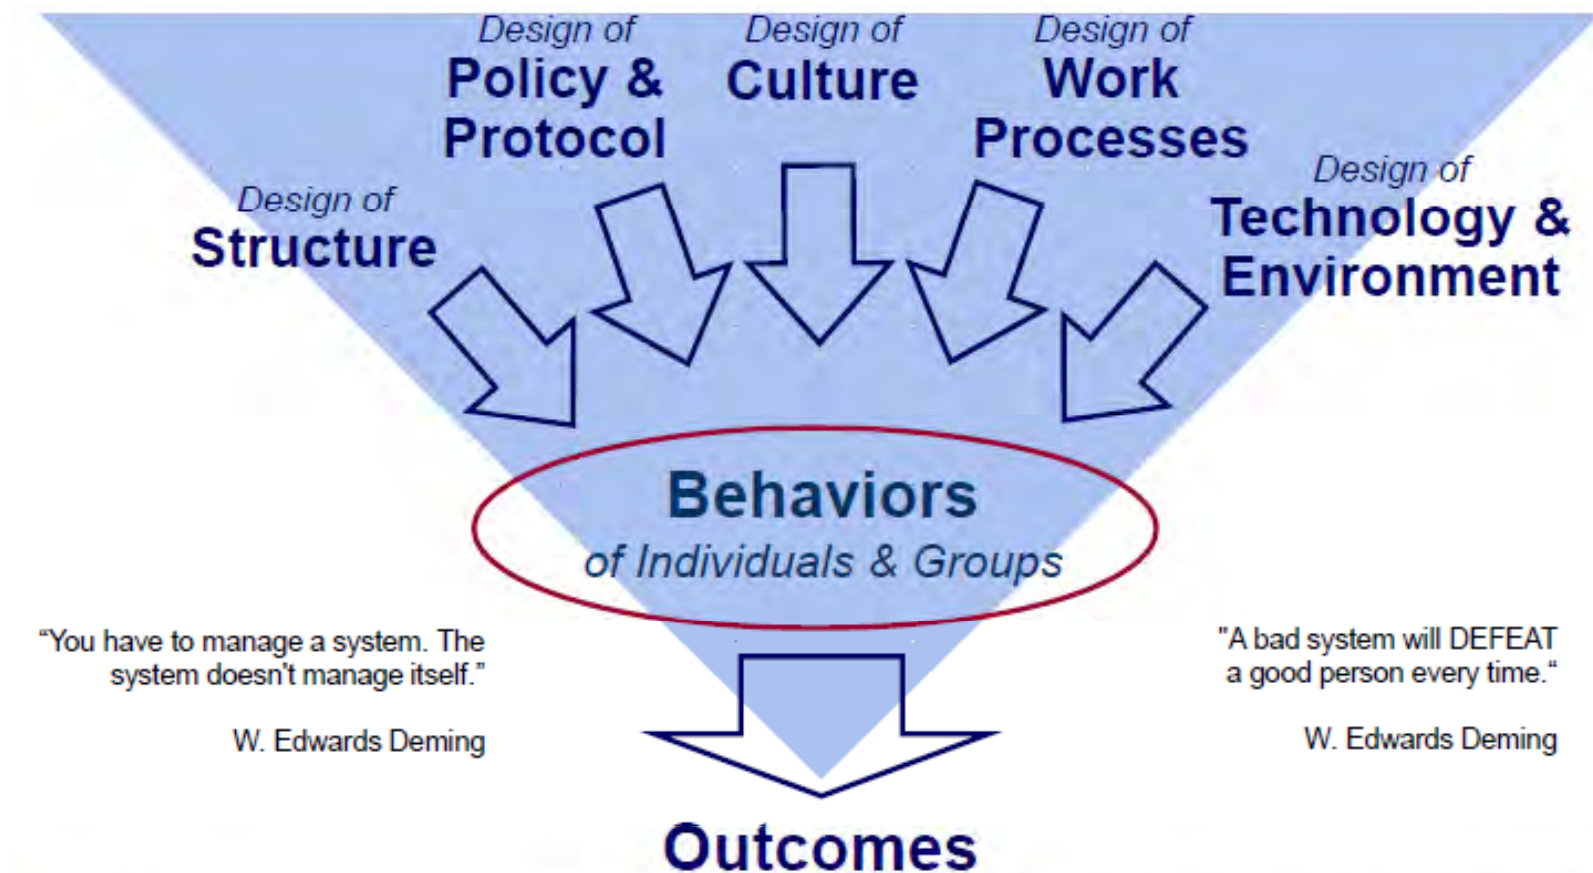 Design of
Structure
Design of
Policy &
Protocol
Design of
Culture
Design of
Work
Processes
Design of
Technology &
Environment
Behaviors
of Individuals & Groups
“You have to manage a system. The
system doesn't manage itself.”
W. Edwards Deming
"A bad system will DEFEAT
a good person every time.“
W. Edwards Deming
Outcomes